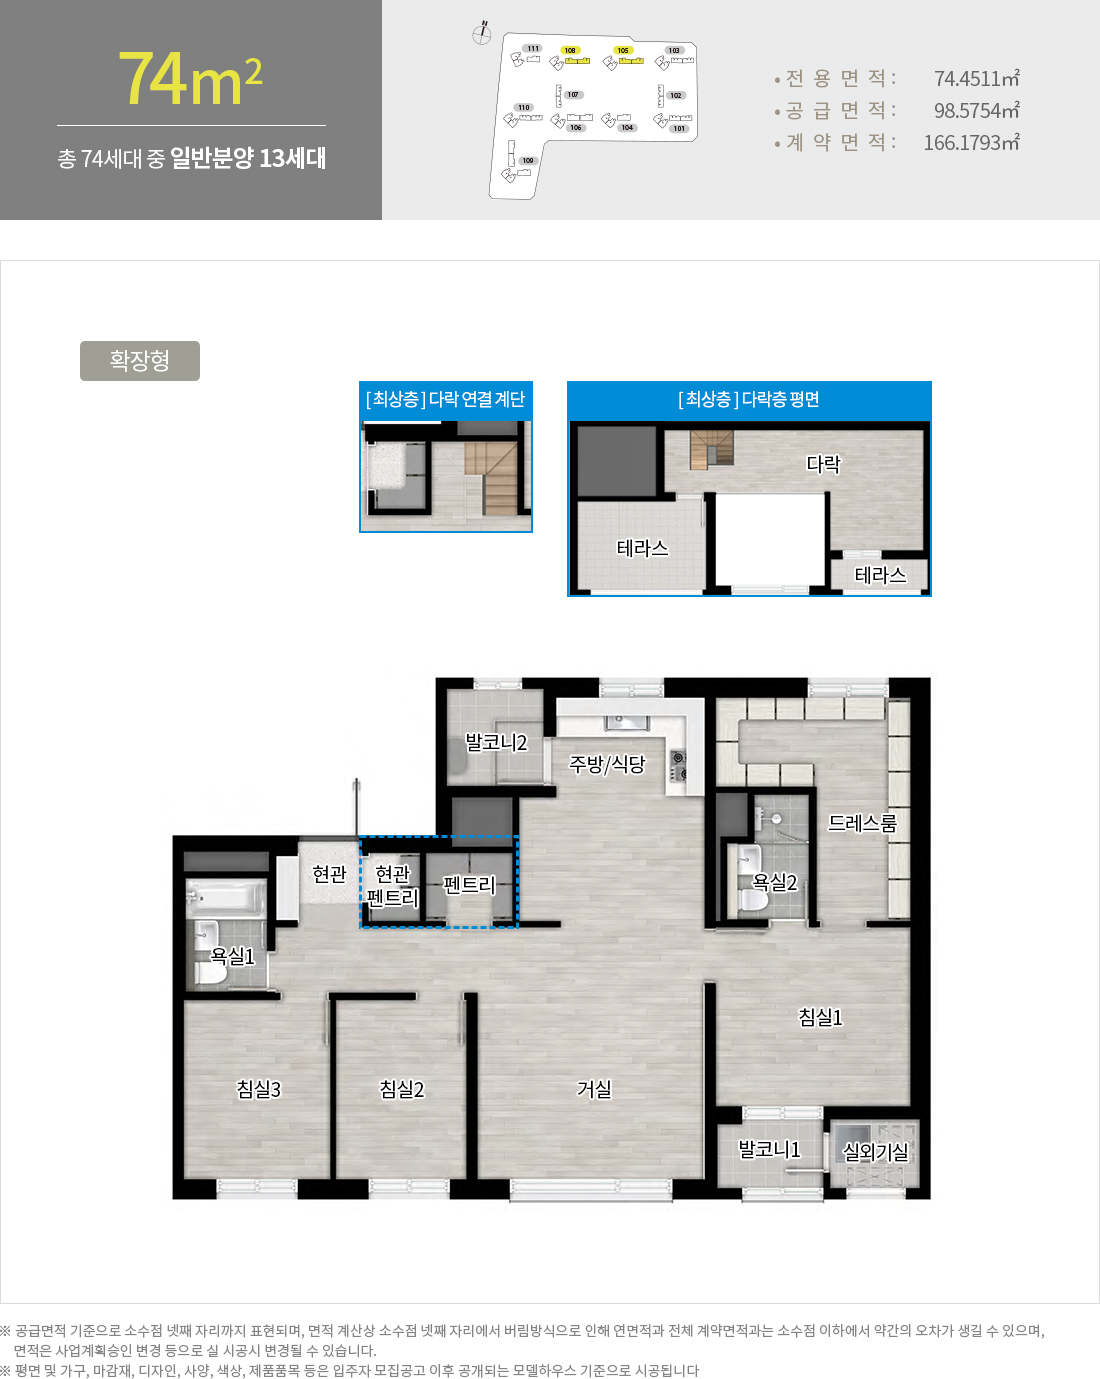 74m²
총 74세대 중 일반분양 13세대
N
111
108
105
103
107
102
110
106
104
101
109
• 전 용 면 적 : 74.4511㎡
• 공 급 면 적 : 98.5754㎡
• 계 약 면 적 : 166.1793㎡
확장형
[ 최상층 ] 다락 연결 계단
[ 최상층 ] 다락층 평면
다락
테라스
테라스
발코니2
주방/식당
드레스룸
현관
현관
펜트리
펜트리
욕실2
욕실1
침실1
침실3
침실2
거실
발코니1
실외기실
※ 공급면적 기준으로 소수점 넷째 자리까지 표현되며, 면적 계산상 소수점 넷째 자리에서 버림방식으로 인해 연면적과 전체 계약면적과는 소수점 이하에서 약간의 오차가 생길 수 있으며,
면적은 사업계획승인 변경 등으로 실 시공시 변경될 수 있습니다.
※ 평면 및 가구, 마감재, 디자인, 사양, 색상, 제품품목 등은 입주자 모집공고 이후 공개되는 모델하우스 기준으로 시공됩니다